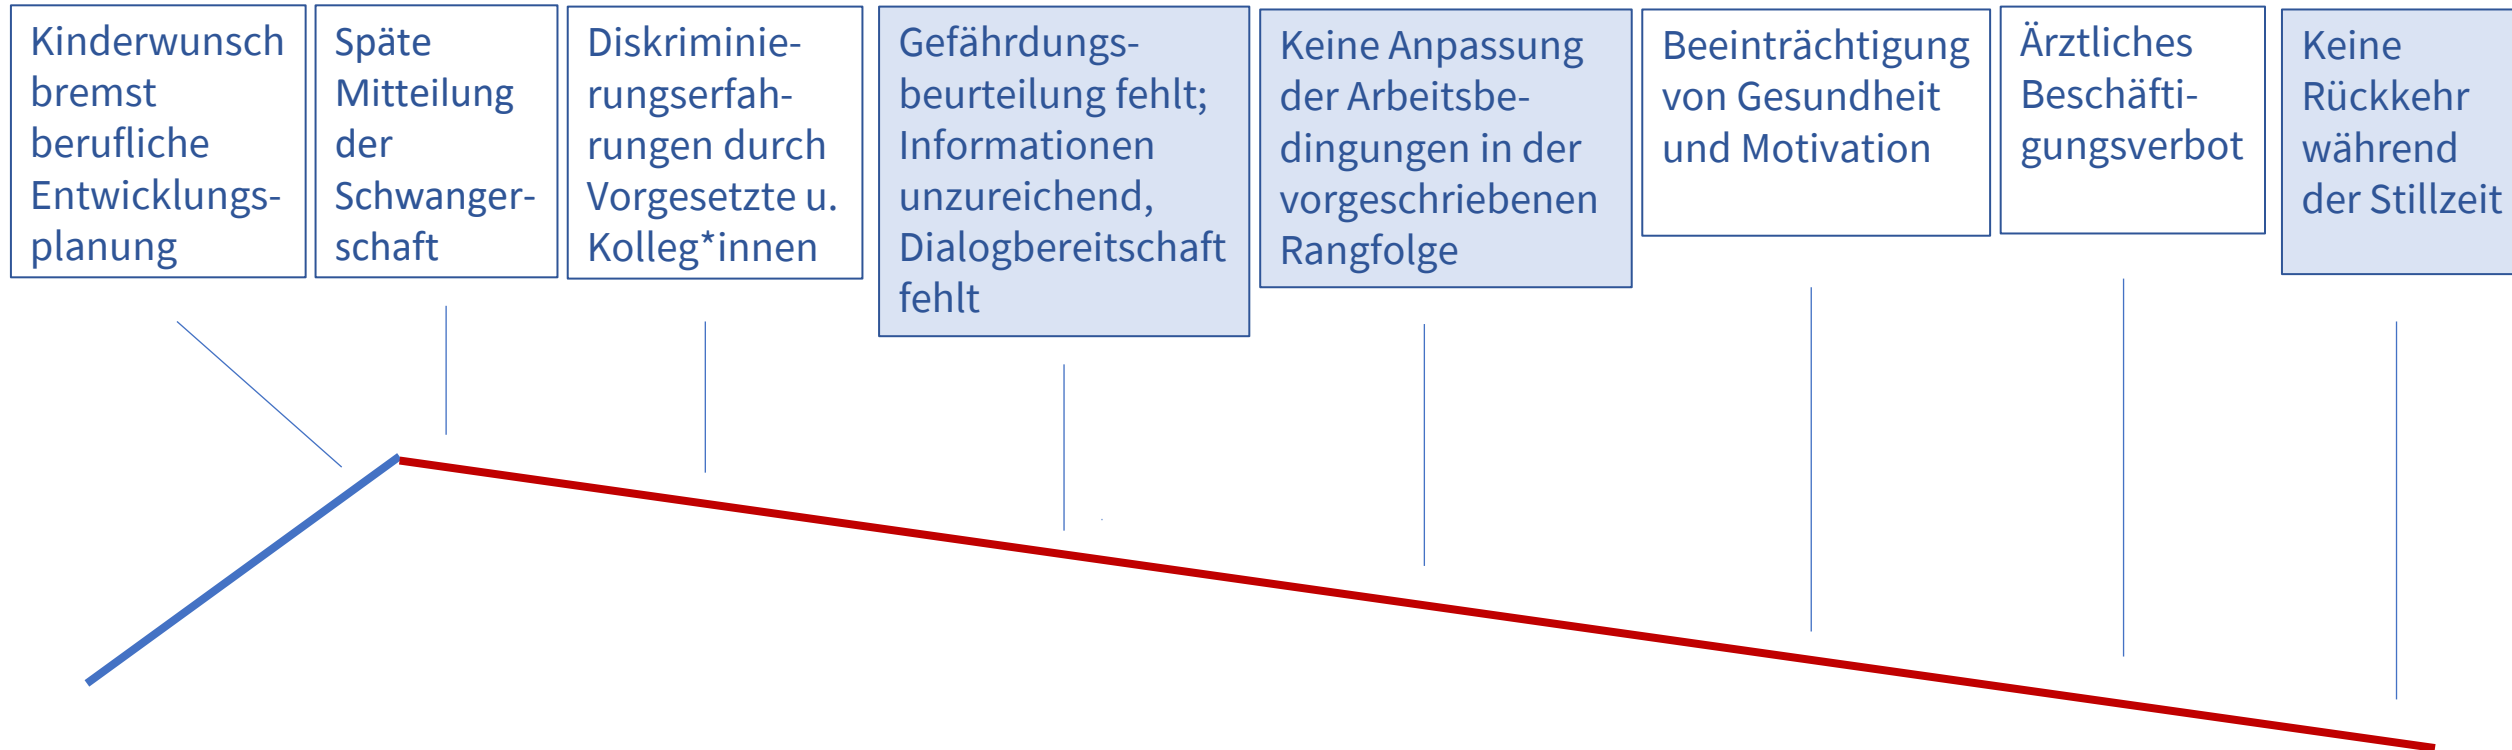 Kinderwunsch
bremst
berufliche
Entwicklungs-
planung
Späte
Mitteilung
der
Schwanger-
schaft
Diskriminie-
rungserfah-
rungen durch
Vorgesetzte u.
Kolleg*innen
Gefährdungs-
beurteilung fehlt;
Informationen
unzureichend,
Dialogbereitschaft
fehlt
Keine Anpassung
der Arbeitsbe-
dingungen in der
vorgeschriebenen
Rangfolge
Beeinträchtigung
von Gesundheit
und Motivation
Ärztliches
Beschäfti-
gungsverbot
Keine
Rückkehr
während
der Stillzeit